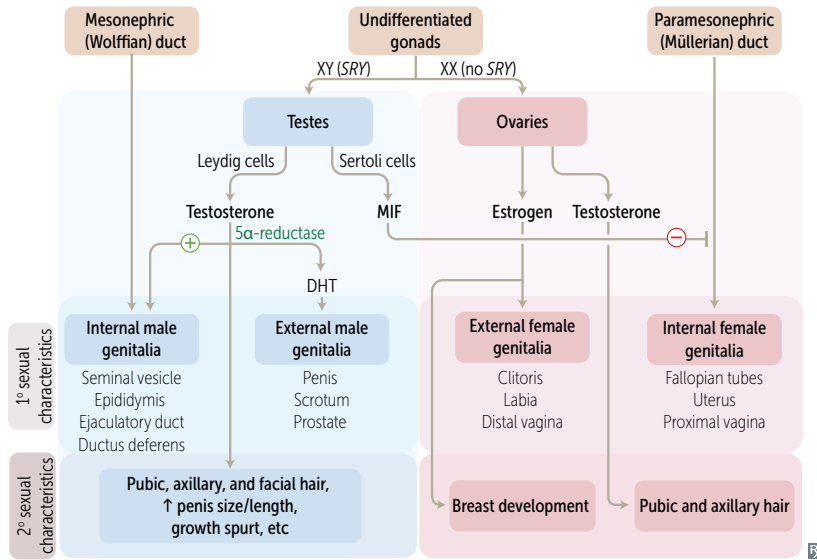 Mesonephric
(Wolffian) duct
Undifferentiated
gonads
Paramesonephric
(Müllerian) duct
XY (SRY)
XX (no SRY)
Testes
Ovaries
Leydig cells
Sertoli cells
Testosterone
MIF
Estrogen
Testosterone
+
5α-reductase
−
DHT
1º sexual
characteristics
Internal male
genitalia
Seminal vesicle
Epididymis
Ejaculatory duct
Ductus deferens
External male
genitalia
Penis
Scrotum
Prostate
External female
genitalia
Clitoris
Labia
Distal vagina
Internal female
genitalia
Fallopian tubes
Uterus
Proximal vagina
2º sexual
characteristics
Pubic, axillary, and facial hair,
↑ penis size/length,
growth spurt, etc
Breast development
Pubic and axillary hair